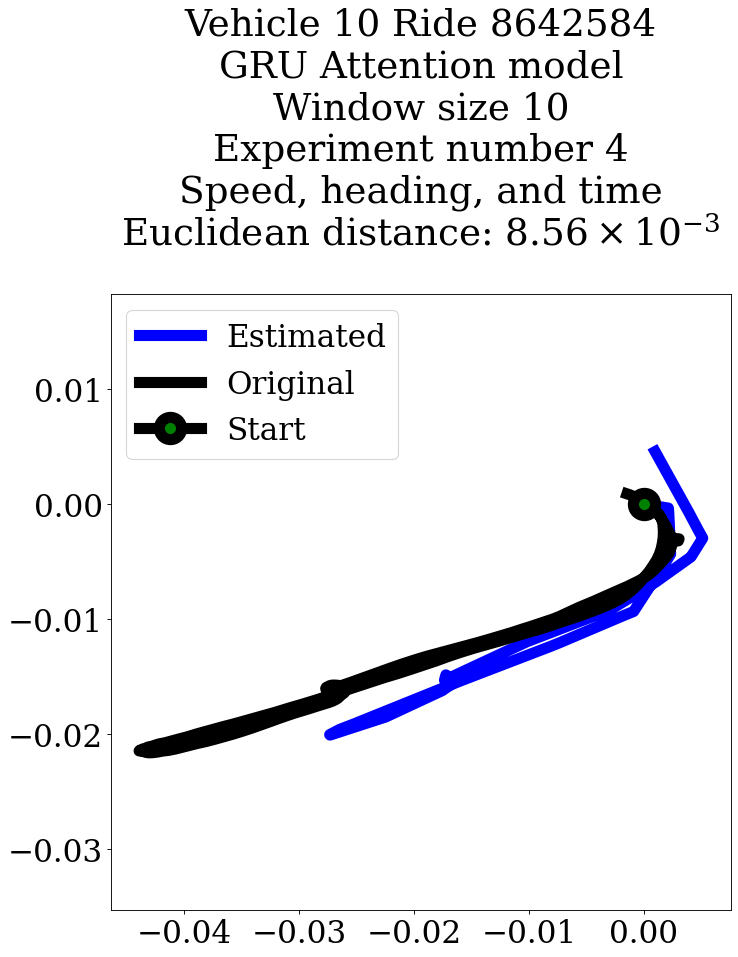 Vehicle 10 Ride 8642584
GRU Attention model
Window size 10
Experiment number 4
Speed, heading, and time
Euclidean distance: 8.56 × 10⁻³
Estimated
Original
Start
0.01
0.00
−0.01
−0.02
−0.03
−0.04 −0.03 −0.02 −0.01 0.00